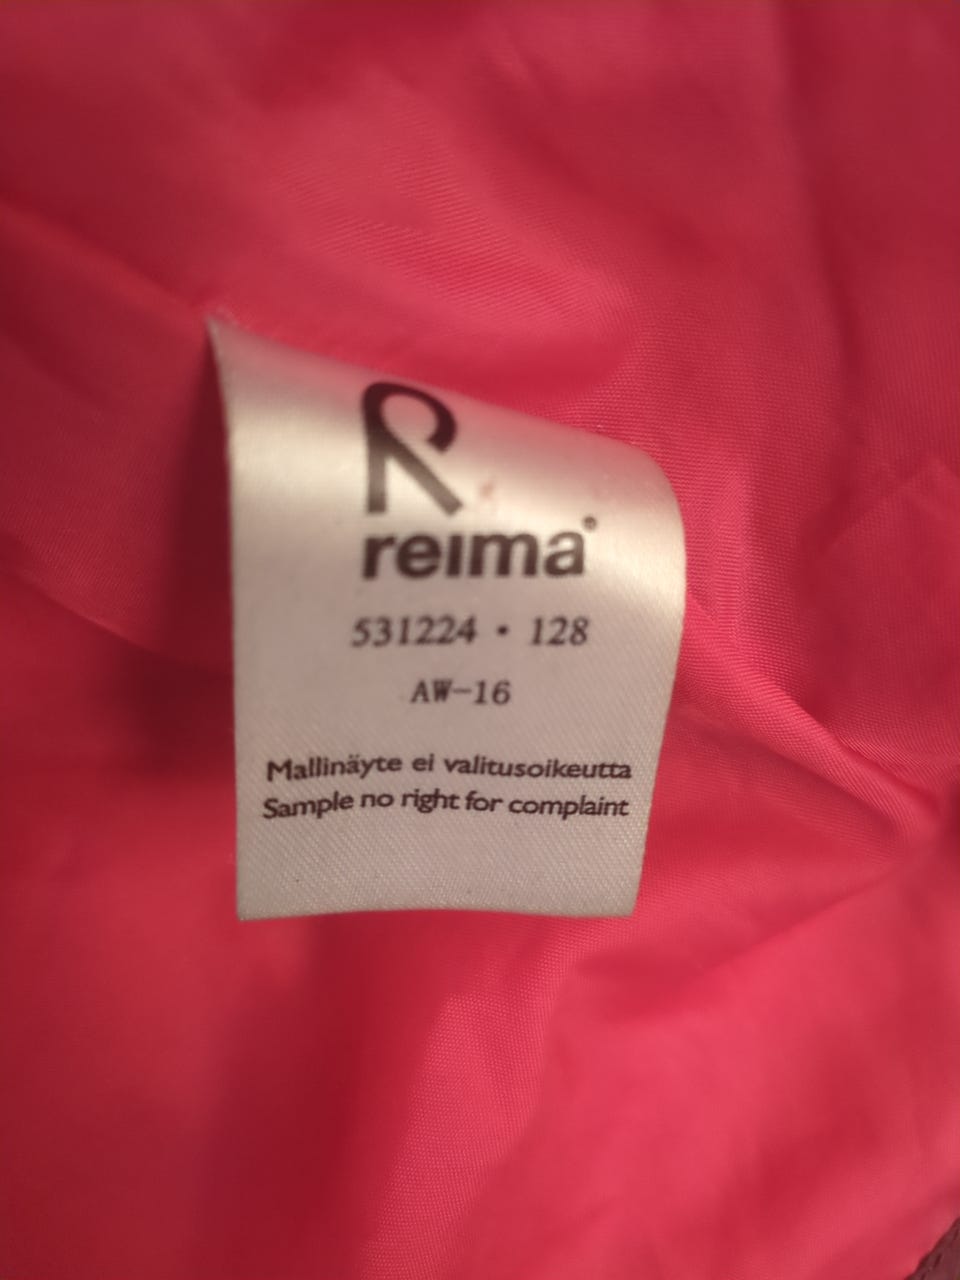 reima®
531224 • 128
AW-16
Mallinäyte ei valitusoikeutta
Sample no right for complaint